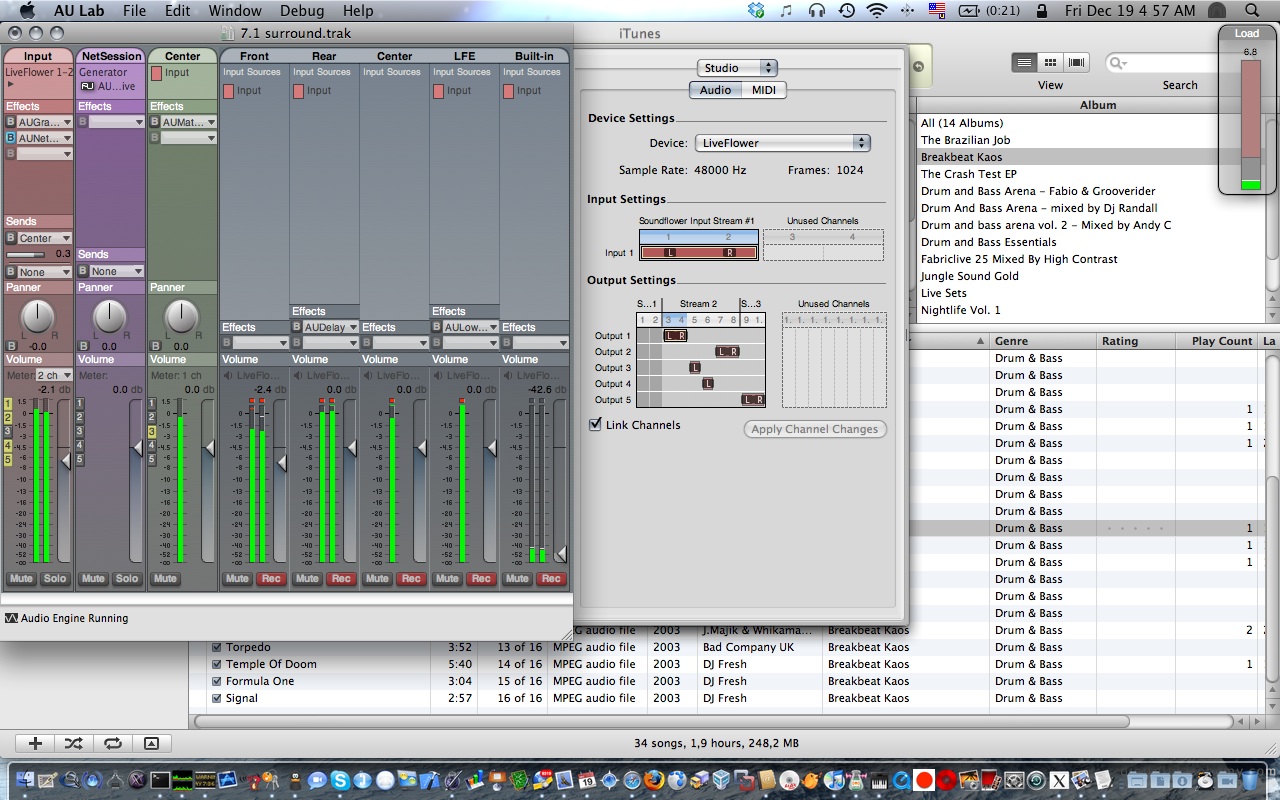 AU Lab File Edit Window Debug Help (0:21) Fri Dec 19 4:57 AM
7.1 surround.trak
iTunes
Load
6.8
Input NetSession Center Front Rear Center LFE Built-in
LiveFlower 1-2 Generator Input Input Sources Input Sources Input Sources Input Sources Input Sources
AU...ive Input Input Input Input
Effects Effects Effects
B AUGra... B B AUMat...
B AUNet... B
B
Sends
B Center
0.3
Sends
B None B None
Panner Panner Panner
L R L R L R
B -0.0 B 0.0 B 0.0
Effects Effects
B AUDelay B AULow...
Effects Effects Effects
B B B B B
Volume Volume Volume Volume Volume Volume Volume Volume
Meter: 2 ch Meter: Meter: 1 ch LiveFlo... LiveFlo... LiveFlo... LiveFlo... LiveFlo...
-2.1 db 0.0 db 0.0 db -2.4 db 0.0 db 0.0 db 0.0 db -42.6 db
Mute Solo Mute Solo Mute Mute Rec Mute Rec Mute Rec Mute Rec Mute Rec
Audio Engine Running
Studio
Audio MIDI
Device Settings
Device: LiveFlower
Sample Rate: 48000 Hz Frames: 1024
Input Settings
Soundflower Input Stream #1 Unused Channels
1 2 3 4
Input 1 L R
Output Settings
S...1 Stream 2 S...3 Unused Channels
1 2 3 4 5 6 7 8 9 1. 1. 1. 1. 1. 1. 1. 1. 1.
Output 1 L R
Output 2 L R
Output 3 L
Output 4 L
Output 5 L R
Link Channels Apply Channel Changes
View Search
Album
All (14 Albums)
The Brazilian Job
Breakbeat Kaos
The Crash Test EP
Drum and Bass Arena - Fabio & Grooverider
Drum And Bass Arena - mixed by Dj Randall
Drum and bass arena vol. 2 - Mixed by Andy C
Drum and Bass Essentials
Fabriclive 25 Mixed By High Contrast
Jungle Sound Gold
Live Sets
Nightlife Vol. 1
Genre Rating Play Count La
Drum & Bass
Drum & Bass
Drum & Bass
Drum & Bass 1
Drum & Bass 1
Drum & Bass 1
Drum & Bass
Drum & Bass
Drum & Bass
Drum & Bass
Drum & Bass 1
Drum & Bass 1
Drum & Bass 1
Drum & Bass
Drum & Bass
Drum & Bass
MPEG audio file 2003 J.Majik & Whikama... Breakbeat Kaos Drum & Bass 2
Torpedo 3:52 13 of 16 MPEG audio file 2003 Bad Company UK Breakbeat Kaos Drum & Bass
Temple Of Doom 5:40 14 of 16 MPEG audio file 2003 DJ Fresh Breakbeat Kaos Drum & Bass 1
Formula One 3:04 15 of 16 MPEG audio file 2003 DJ Fresh Breakbeat Kaos Drum & Bass
Signal 2:57 16 of 16 MPEG audio file 2003 DJ Fresh Breakbeat Kaos Drum & Bass
34 songs, 1,9 hours, 248,2 MB